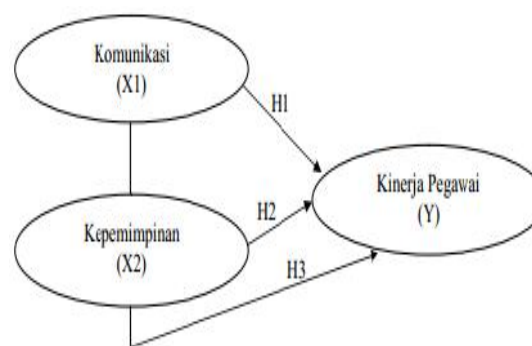 Komunikasi
(X1)
H1
Kinerja Pegawai
(Y)
H2
Kepemimpinan
(X2)
H3